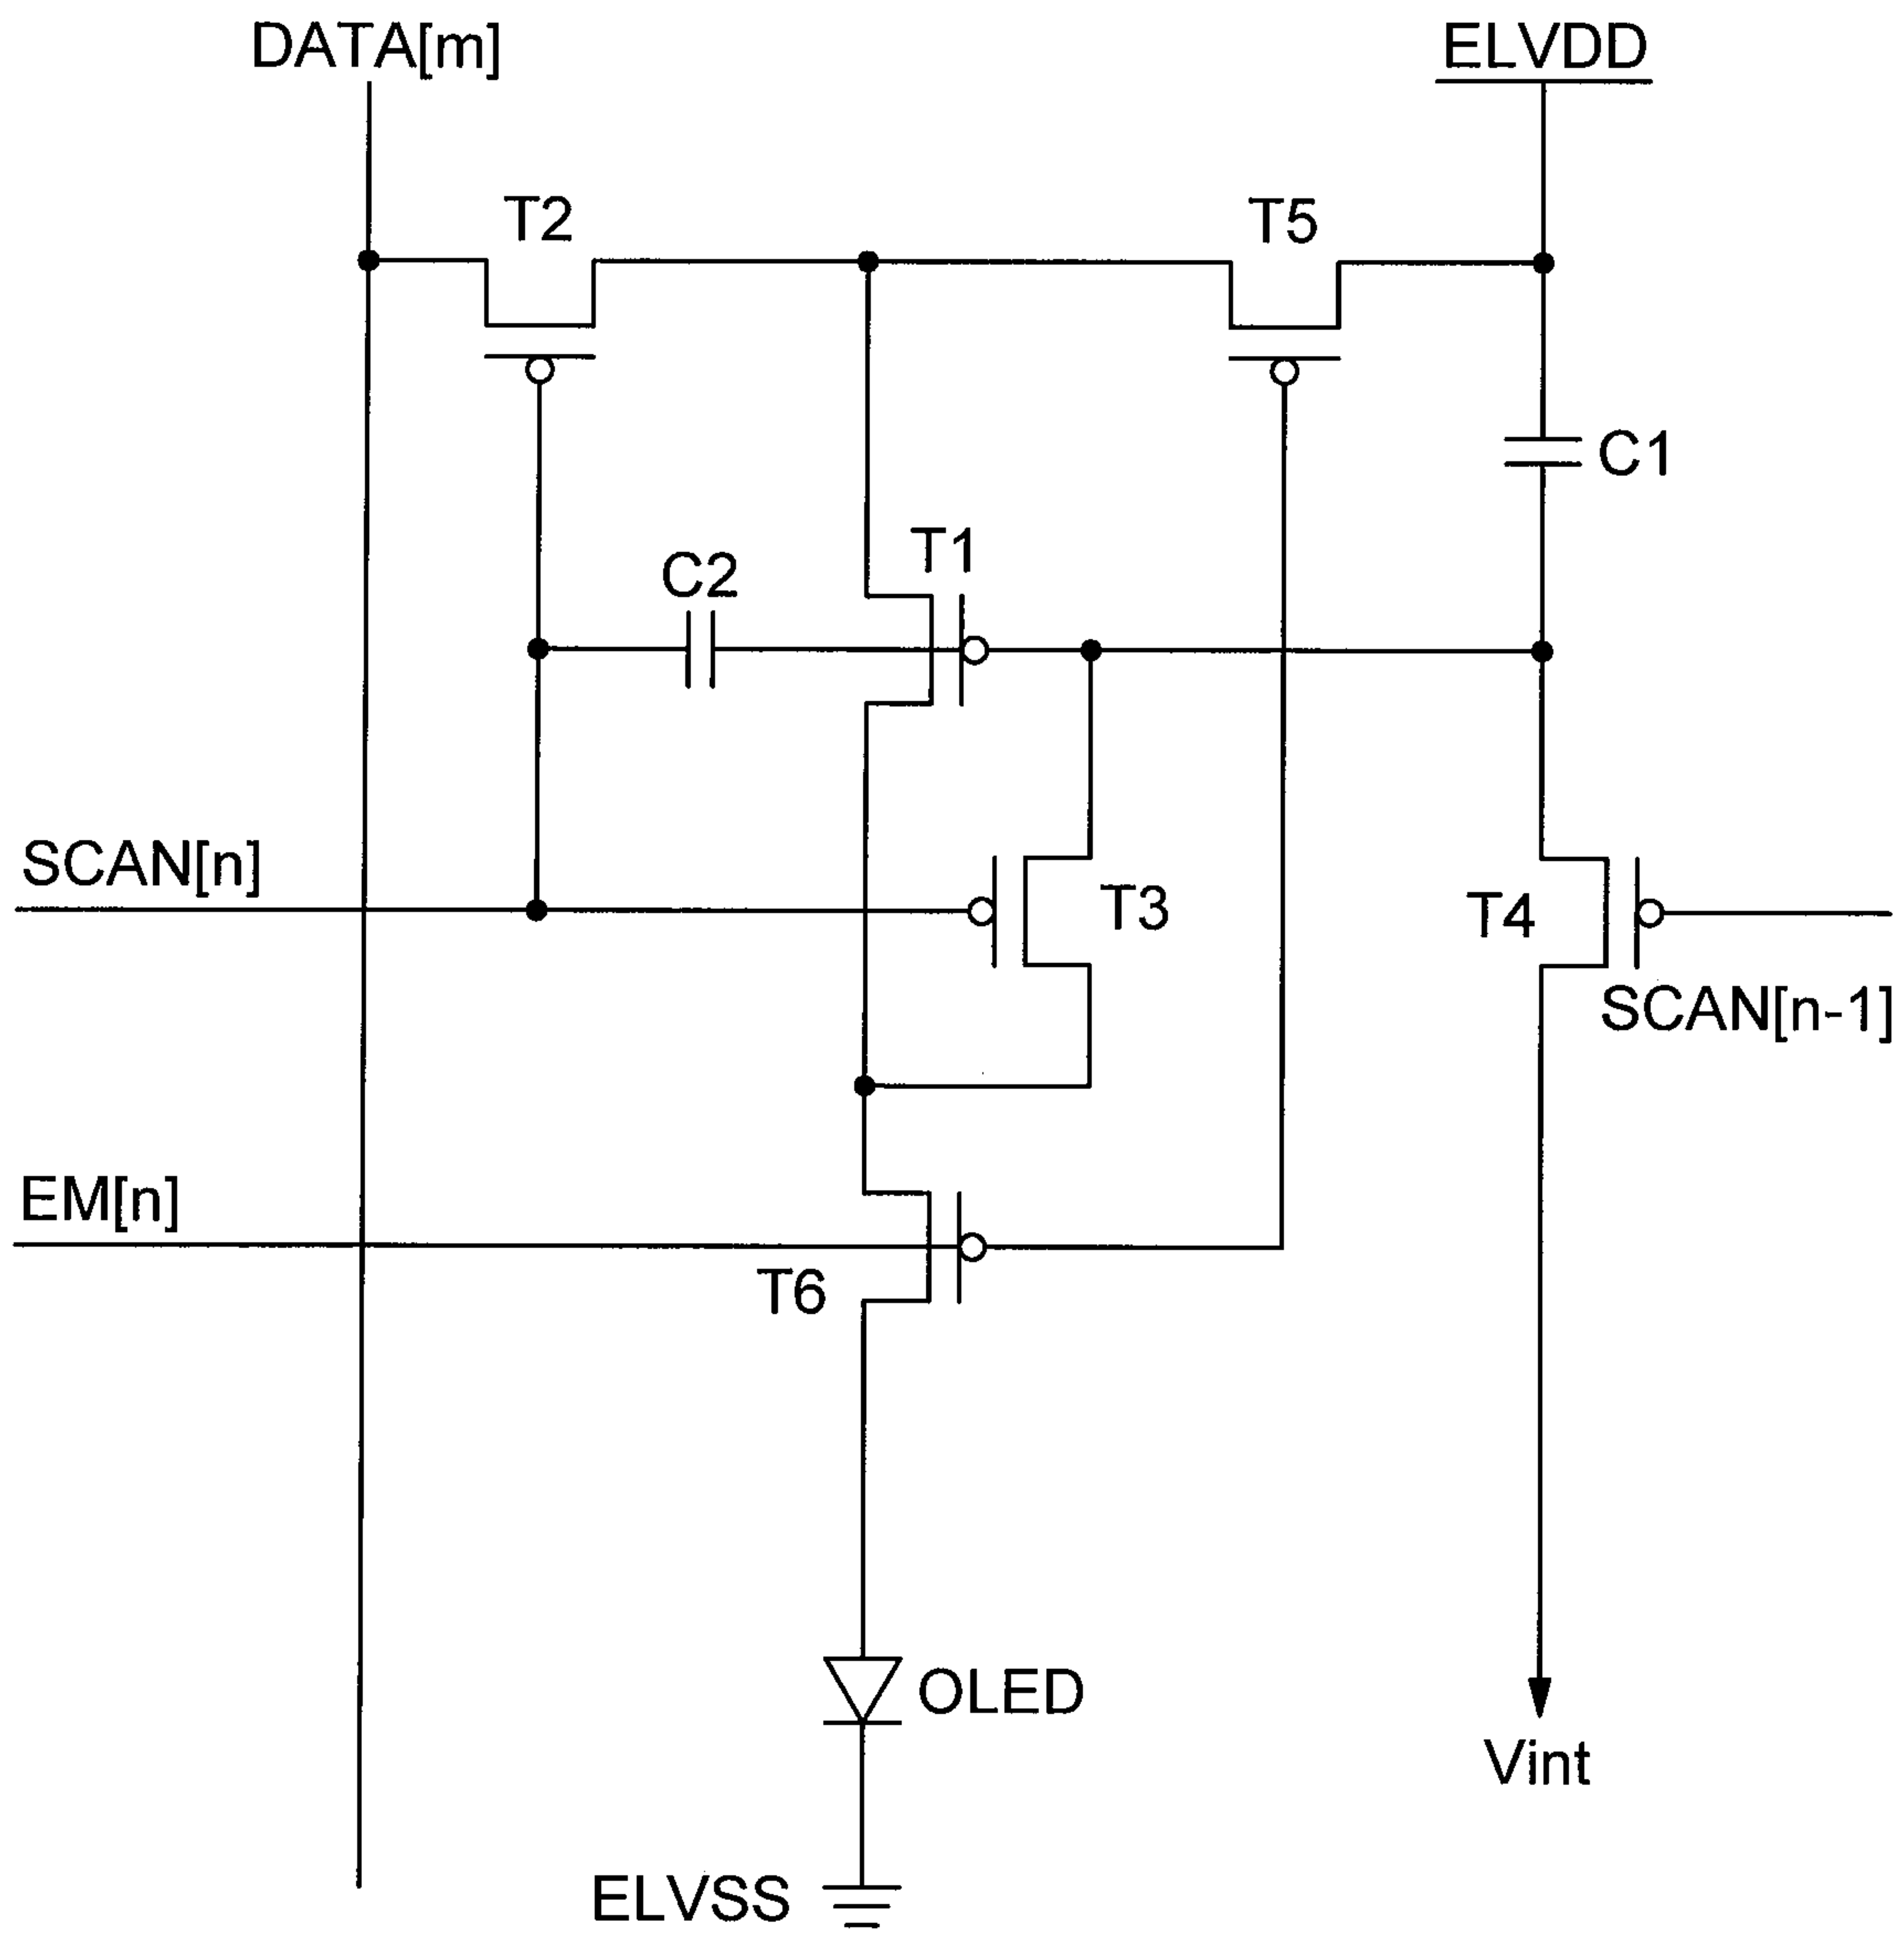 DATA[m]
ELVDD
T2
T5
C1
T1
C2
SCAN[n]
T3
T4
SCAN[n-1]
EM[n]
T6
OLED
Vint
ELVSS